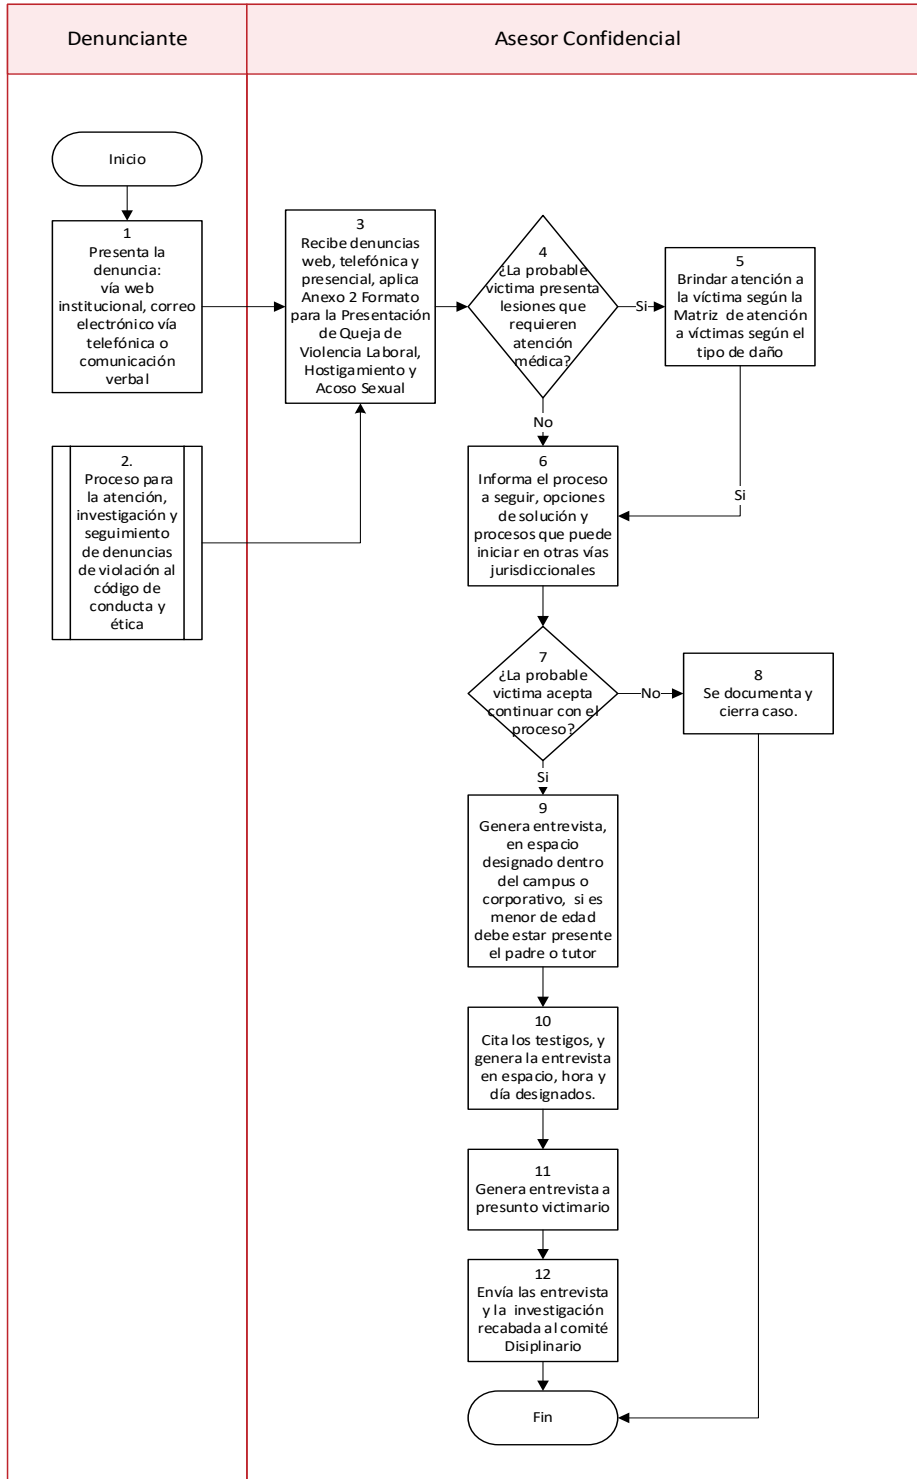 Denunciante
Asesor Confidencial
Inicio
1
Presenta la
denuncia:
vía web
institucional, correo
electrónico vía
telefónica o
comunicación
verbal
2.
Proceso para
la atención,
investigación y
seguimiento
de denuncias
de violación al
código de
conducta y
ética
3
Recibe denuncias
web, telefónica y
presencial, aplica
Anexo 2 Formato
para la Presentación
de Queja de
Violencia Laboral,
Hostigamiento y
Acoso Sexual
4
¿La probable
victima presenta
lesiones que
requieren
atención
médica?
Si
5
Brindar atención a
la víctima según la
Matriz de atención
a víctimas según el
tipo de daño
No
Si
6
Informa el proceso
a seguir, opciones
de solución y
procesos que puede
iniciar en otras vías
jurisdiccionales
7
¿La probable
victima acepta
continuar con el
proceso?
No
8
Se documenta y
cierra caso.
Si
9
Genera entrevista,
en espacio
designado dentro
del campus o
corporativo, si es
menor de edad
debe estar presente
el padre o tutor
10
Cita los testigos, y
genera la entrevista
en espacio, hora y
día designados.
11
Genera entrevista a
presunto victimario
12
Envía las entrevista
y la investigación
recabada al comité
Disiplinario
Fin